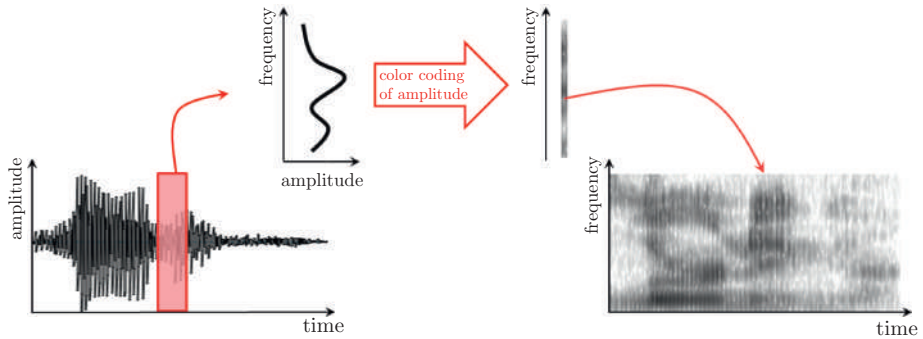 amplitude
time
frequency
amplitude
color coding
of amplitude
frequency
frequency
time